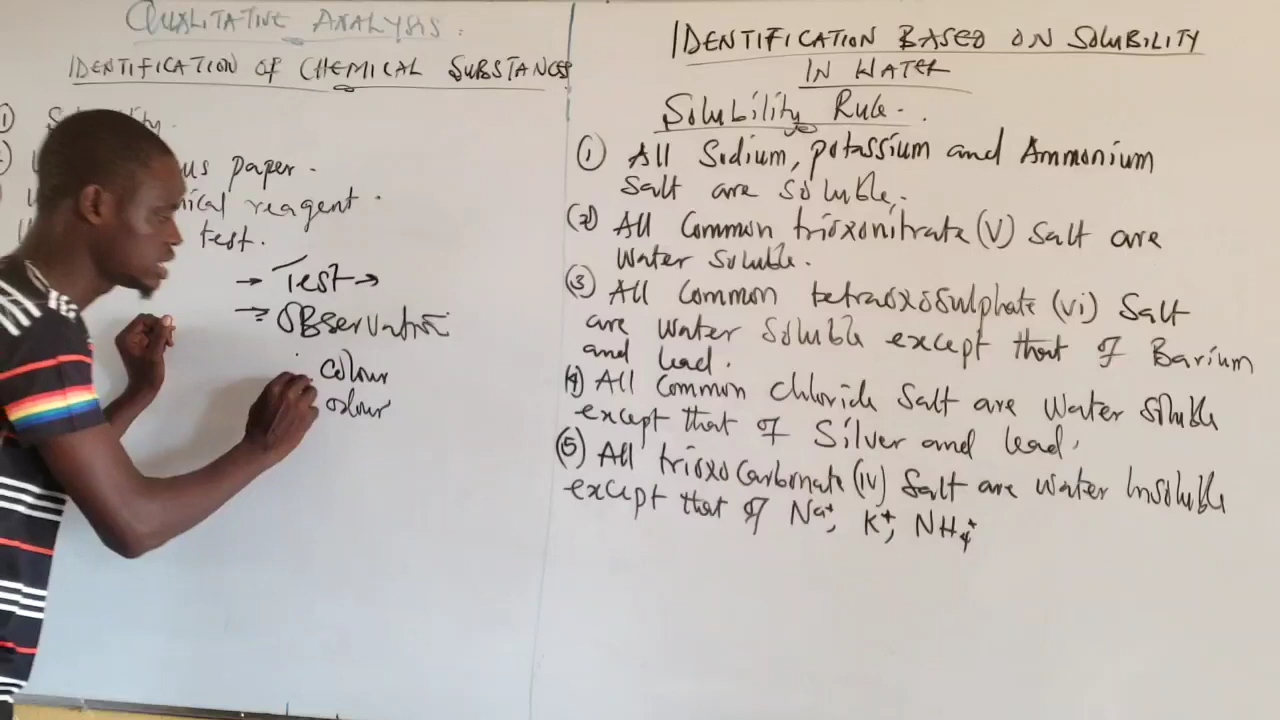 QUALITATIVE ANALYSIS.
IDENTIFICATION OF CHEMICAL SUBSTANCES
①
us paper.
ical reagent.
test.
→ Test →
→ OBservation
colour
odour
IDENTIFICATION BASED ON SOLUBILITY
IN WATER
Solubility Rule.
① All Sodium, potassium and Ammonium
Salt are soluble.
(2) All Common trioxonitrate (V) Salt are
Water Soluble.
③ All Common tetraoxosulphate (vi) Salt
are water Soluble except that of Barium
and lead.
(4) All Common Chloride Salt are Water Soluble
except that of Silver and lead.
(5) All trioxocarbonate (iv) Salt are water Insoluble
except that of Na⁺, K⁺, NH₄⁺